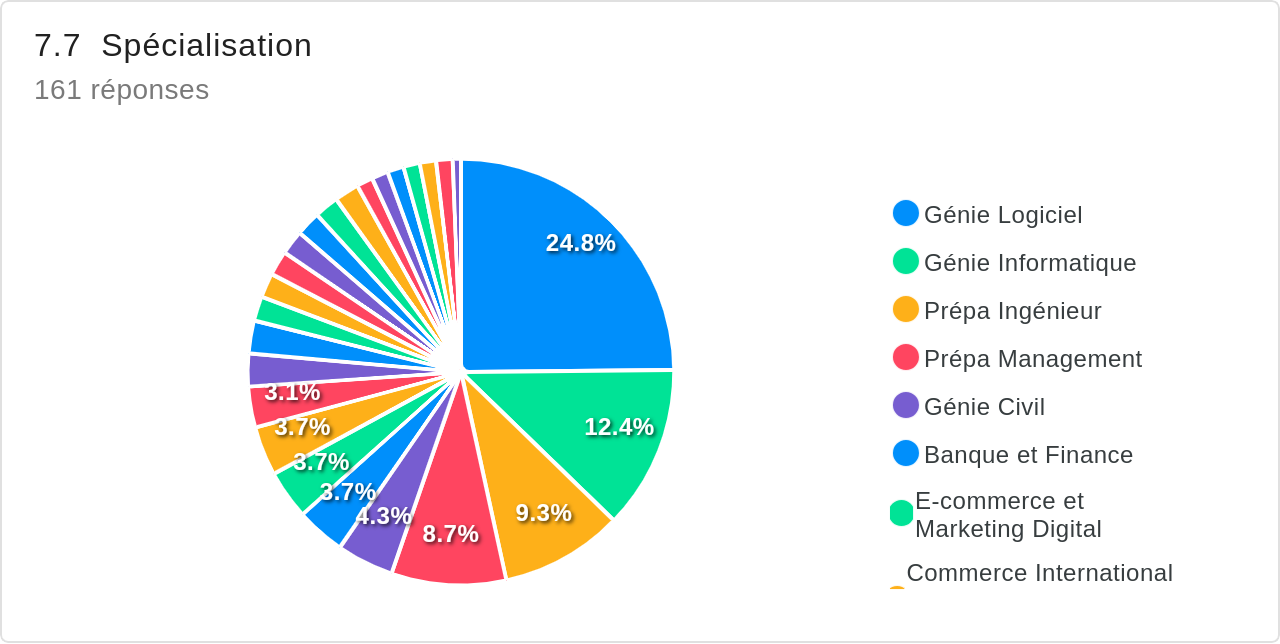 7.7 Spécialisation
161 réponses
24.8%
12.4%
9.3%
8.7%
4.3%
3.7%
3.7%
3.7%
3.1%
Génie Logiciel
Génie Informatique
Prépa Ingénieur
Prépa Management
Génie Civil
Banque et Finance
E-commerce et
Marketing Digital
Commerce International